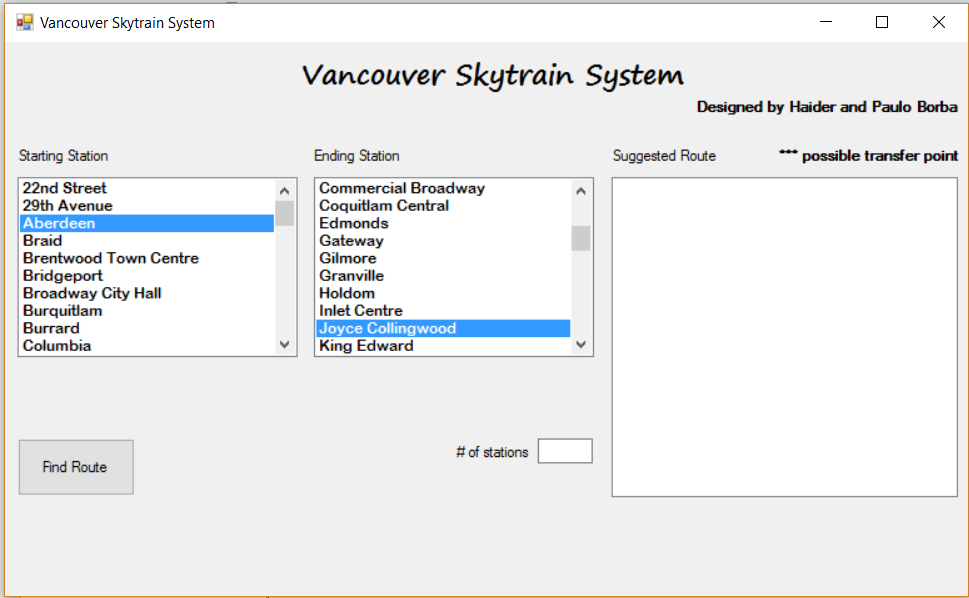 Vancouver Skytrain System
Vancouver Skytrain System
Designed by Haider and Paulo Borba
Starting Station
Ending Station
Suggested Route
*** possible transfer point
22nd Street
29th Avenue
Aberdeen
Braid
Brentwood Town Centre
Bridgeport
Broadway City Hall
Burquitlam
Burrard
Columbia
Commercial Broadway
Coquitlam Central
Edmonds
Gateway
Gilmore
Granville
Holdom
Inlet Centre
Joyce Collingwood
King Edward
Find Route
# of stations